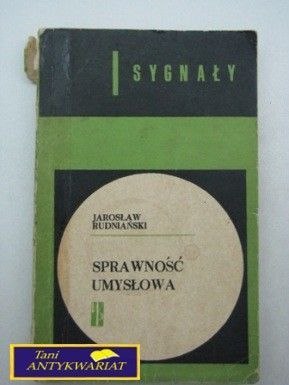 SYGNAŁY
JAROSŁAW
RUDNIAŃSKI
SPRAWNOŚĆ
UMYSŁOWA
Tani
ANTYKWARIAT